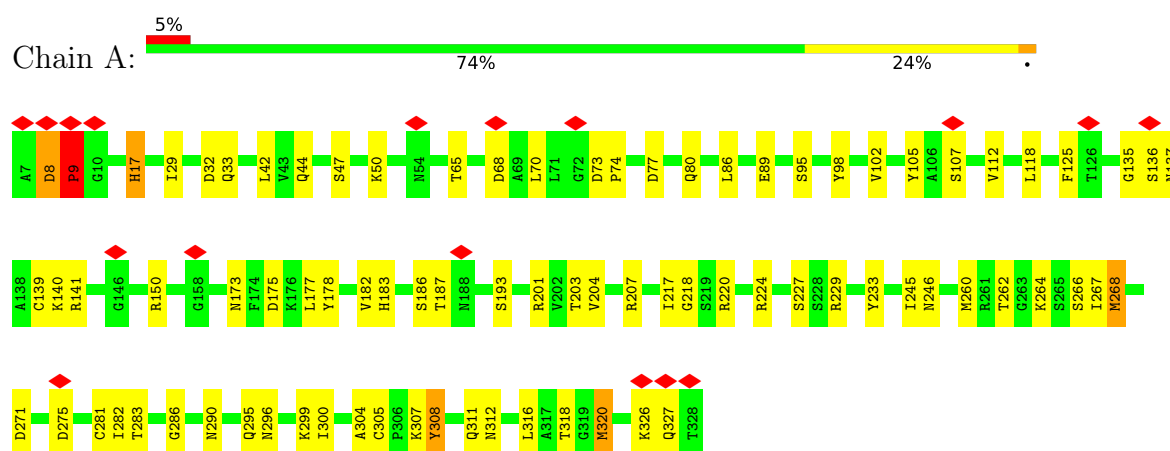 5%
Chain A:
74% 24% •
A7 D8 P9 G10 H17 I29 D32 Q33 L42 V43 Q44 S47 K50 N54 T65 D68 A69 L70 L71 G72 D73 P74 D77 Q80 L86 E89 S95 Y98 V102 Y105 A106 S107 V112 L118 F125 T126 G135 S136 N137
A138 C139 K140 R141 G146 R150 G158 N173 F174 D175 K176 L177 Y178 V182 H183 S186 T187 N188 S193 R201 V202 T203 V204 R207 I217 G218 S219 R220 R224 S227 S228 R229 Y233 I245 N246 M260 R261 T262 G263 K264 S265 S266 I267 M268
D271 D275 C281 I282 T283 G286 N290 Q295 N296 K299 I300 A304 C305 P306 K307 Y308 Q311 N312 L316 A317 T318 G319 M320 K326 Q327 T328